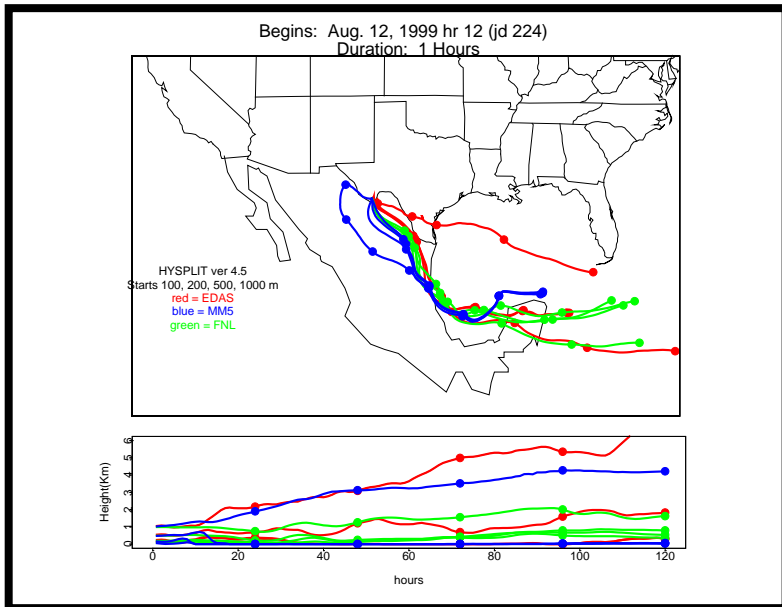 Begins: Aug. 12, 1999 hr 12 (jd 224)
Duration: 1 Hours
HYSPLIT ver 4.5
Starts 100, 200, 500, 1000 m
red = EDAS
blue = MM5
green = FNL
Height(Km)
6
5
4
3
2
1
0
0 20 40 60 80 100 120
hours